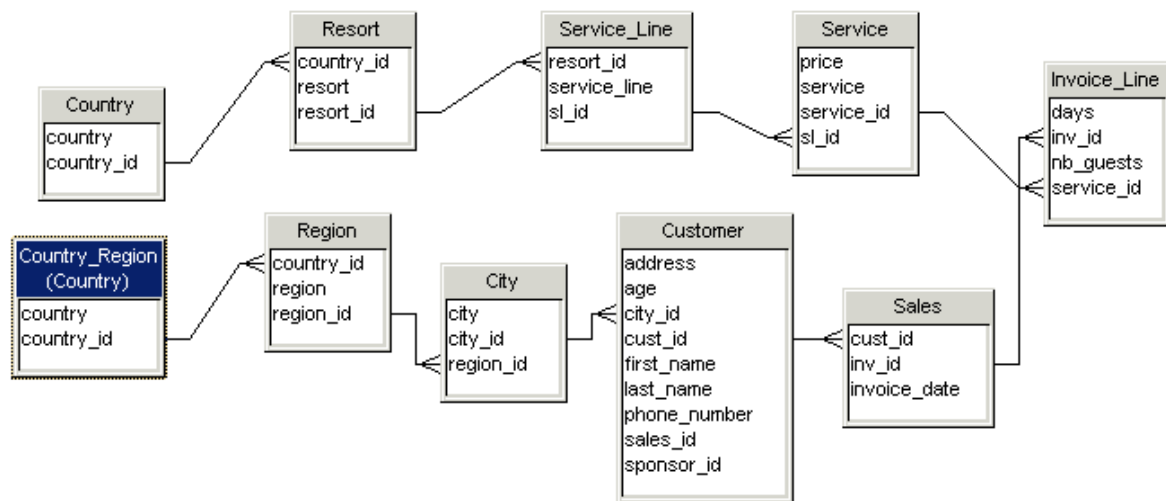 Resort
country_id
resort
resort_id
Service_Line
resort_id
service_line
sl_id
Service
price
service
service_id
sl_id
Invoice_Line
days
inv_id
nb_guests
service_id
Country
country
country_id
Country_Region
(Country)
country
country_id
Region
country_id
region
region_id
City
city
city_id
region_id
Customer
address
age
city_id
cust_id
first_name
last_name
phone_number
sales_id
sponsor_id
Sales
cust_id
inv_id
invoice_date